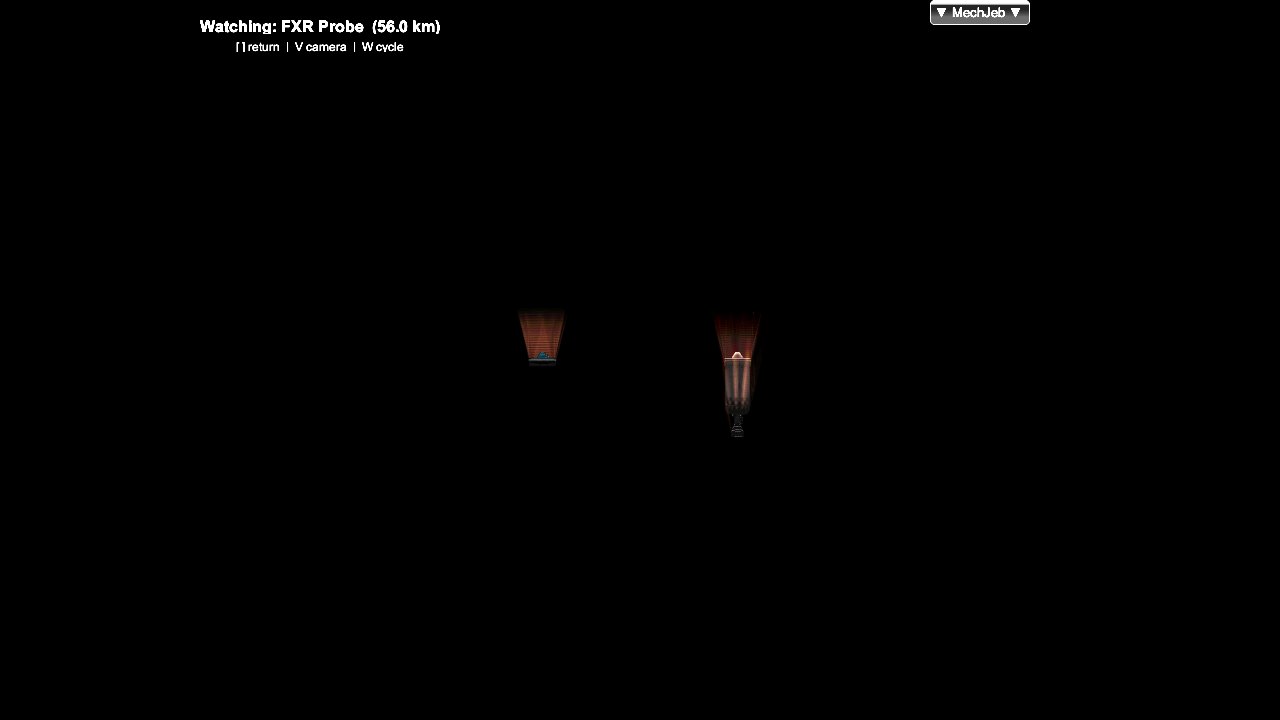 Watching: FXR Probe (56.0 km)
[ ] return | V camera | W cycle
▼ MechJeb ▼